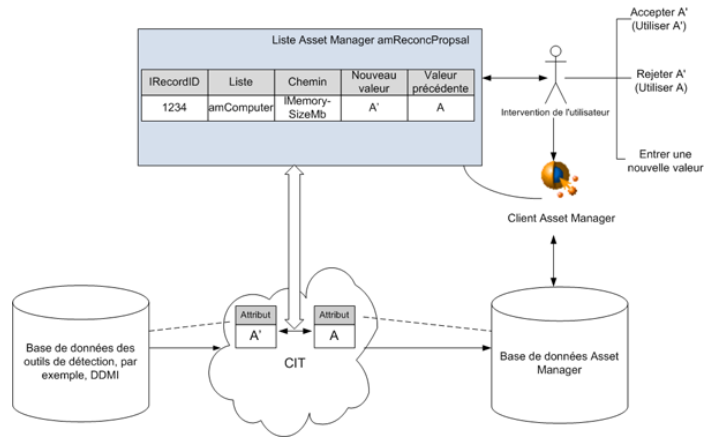 Liste Asset Manager amReconcPropsal
IRecordID
Liste
Chemin
Nouveau
valeur
Valeur
précédente
1234
amComputer
IMemory-
SizeMb
A'
A
Accepter A'
(Utiliser A')
Rejeter A'
(Utiliser A)
Entrer une
nouvelle valeur
Intervention de l'utilisateur
Client Asset Manager
Attribut
A'
Attribut
A
CIT
Base de données des
outils de détection, par
exemple, DDMI
Base de données Asset
Manager